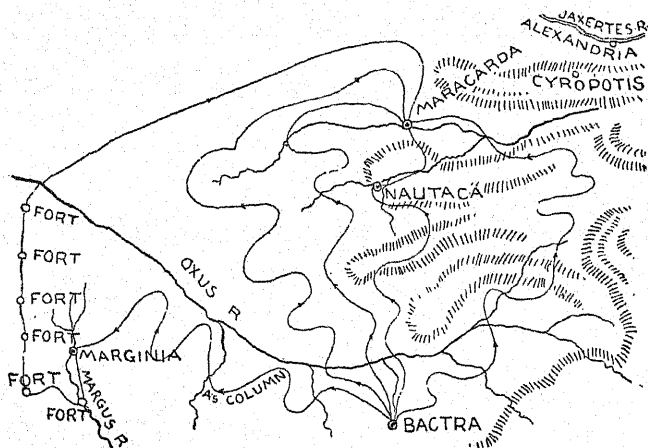 JAXERTES R.
ALEXANDRIA
CYROPOTIS
MARACARDA
NAUTACA
FORT
FORT
OXUS R
FORT
FORT
MARGINIA
FORT
A'S COLUMN
FORT
MARGUS R
BACTRA